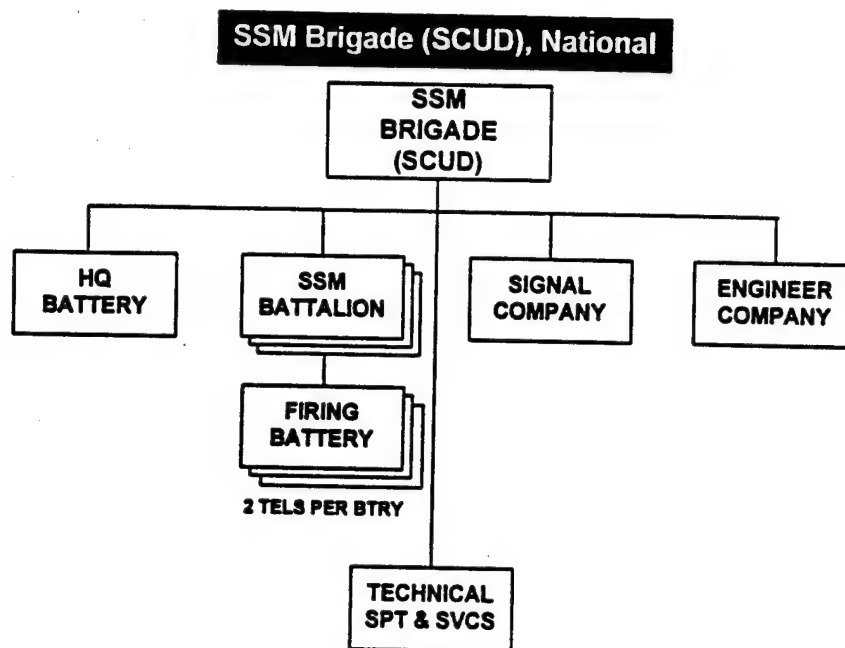 SSM Brigade (SCUD), National
SSM
BRIGADE
(SCUD)
HQ
BATTERY
SSM
BATTALION
SIGNAL
COMPANY
ENGINEER
COMPANY
FIRING
BATTERY
2 TELS PER BTRY
TECHNICAL
SPT & SVCS